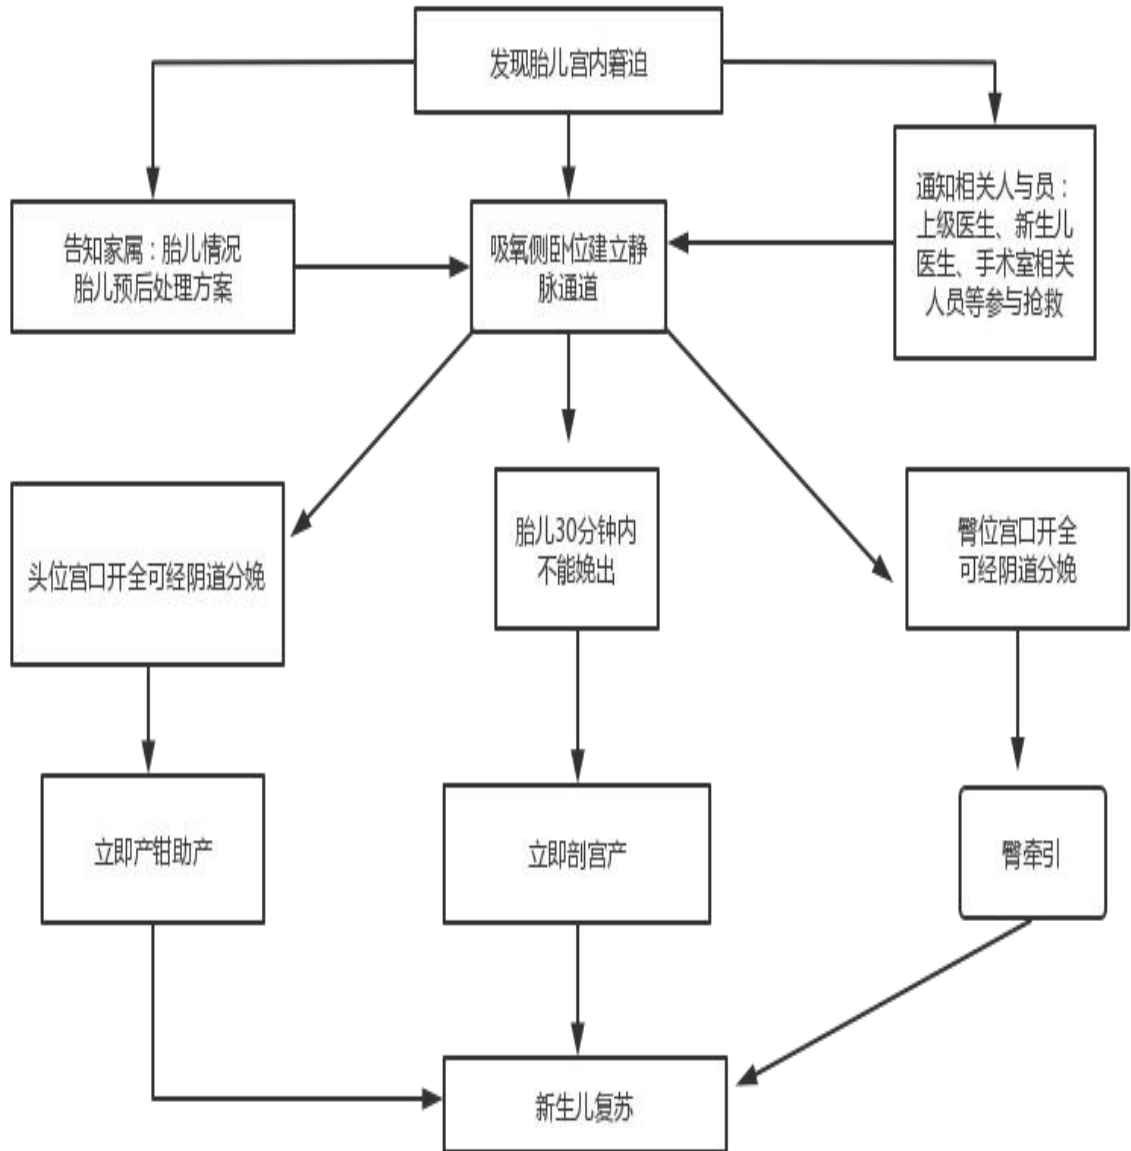 发现胎儿宫内窘迫
告知家属：胎儿情况
胎儿预后处理方案
吸氧侧卧位建立静
脉通道
通知相关人与员：
上级医生、新生儿
医生、手术室相关
人员等参与抢救
头位宫口开全可经阴道分娩
胎儿30分钟内
不能娩出
臀位宫口开全
可经阴道分娩
立即产钳助产
立即剖宫产
臀牵引
新生儿复苏